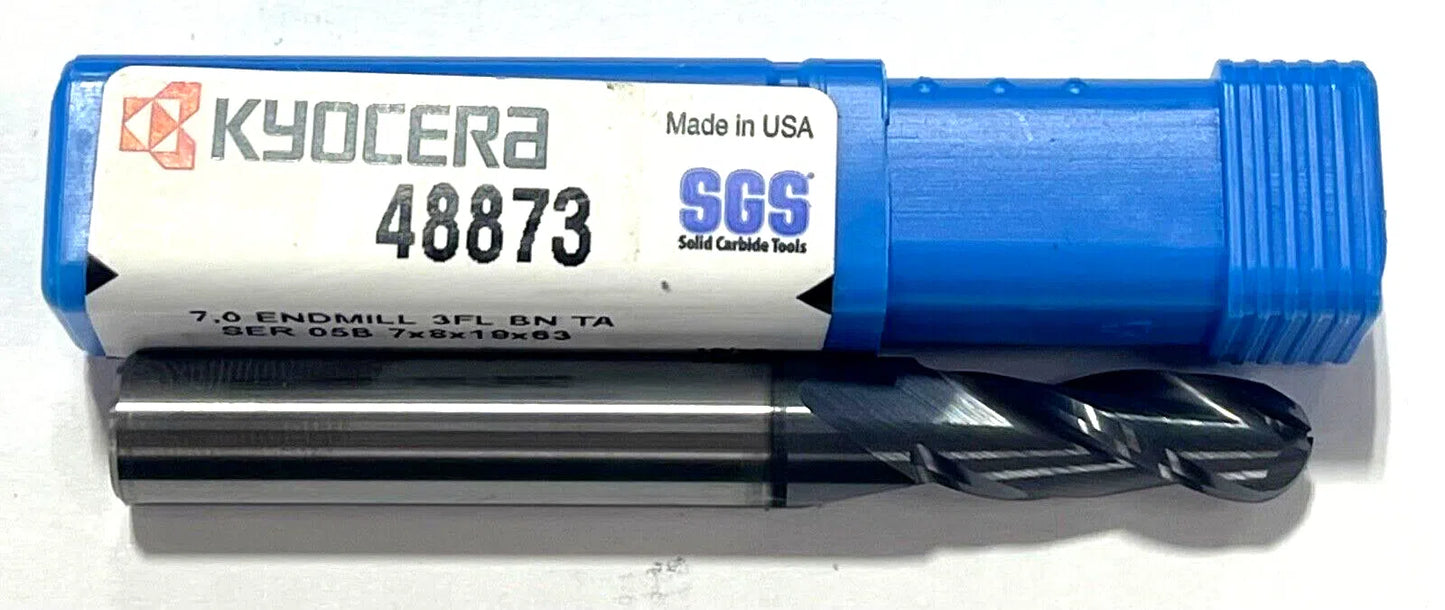 KYOCERA
48873
Made in USA
SGS
Solid Carbide Tools
7.0 ENDMILL 3FL BN TA
SER 05B 7x8x19x63